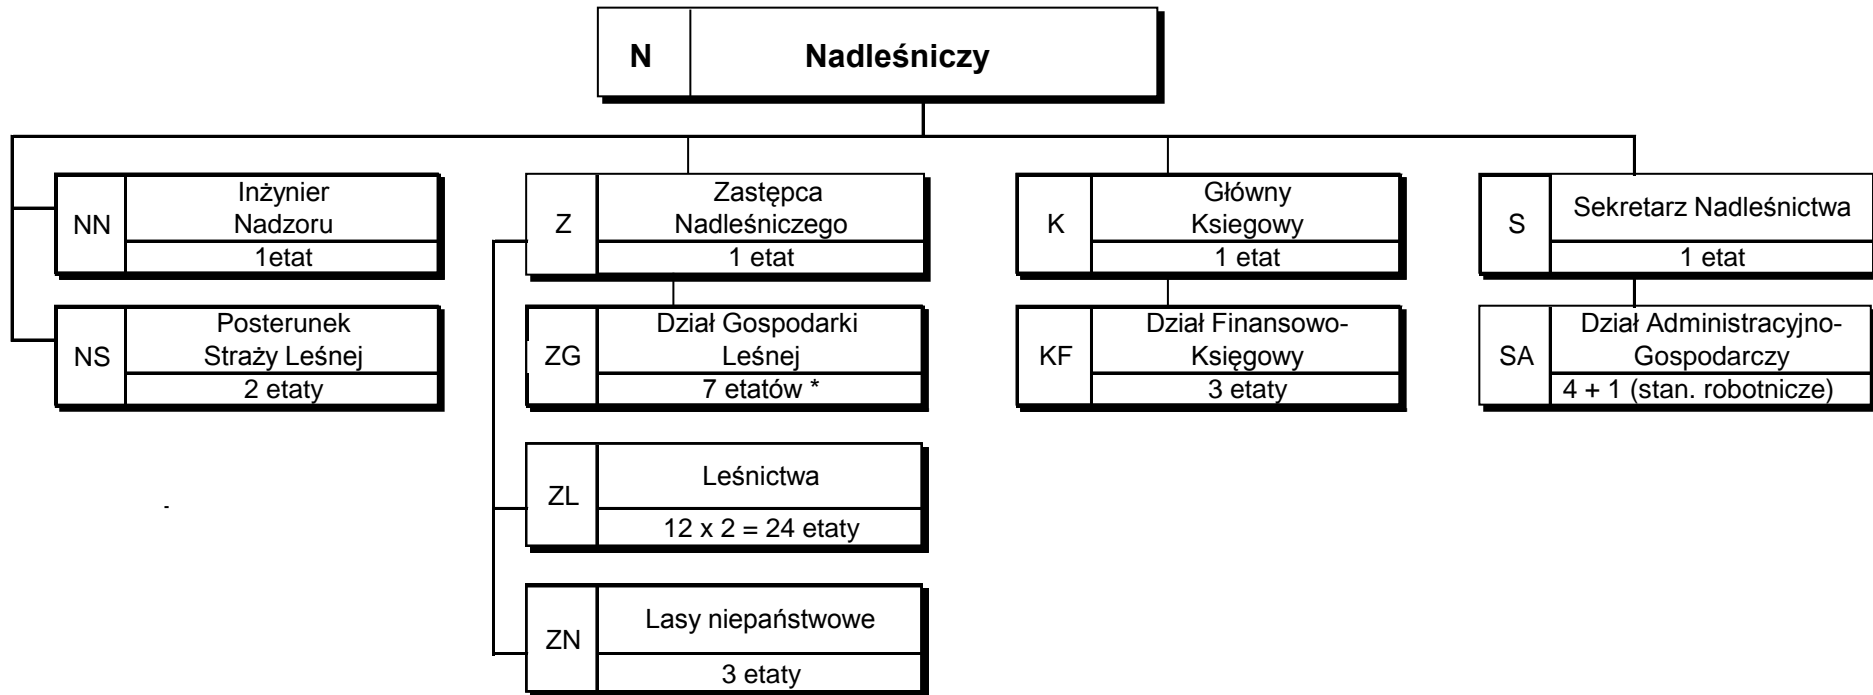 N
Nadleśniczy
NN
Inżynier
Nadzoru
1etat
Z
Zastępca
Nadleśniczego
1 etat
K
Główny
Ksiegowy
1 etat
S
Sekretarz Nadleśnictwa
1 etat
NS
Posterunek
Straży Leśnej
2 etaty
ZG
Dział Gospodarki
Leśnej
7 etatów *
KF
Dział Finansowo-
Księgowy
3 etaty
SA
Dział Administracyjno-
Gospodarczy
4 + 1 (stan. robotnicze)
ZL
Leśnictwa
12 x 2 = 24 etaty
-
ZN
Lasy niepaństwowe
3 etaty